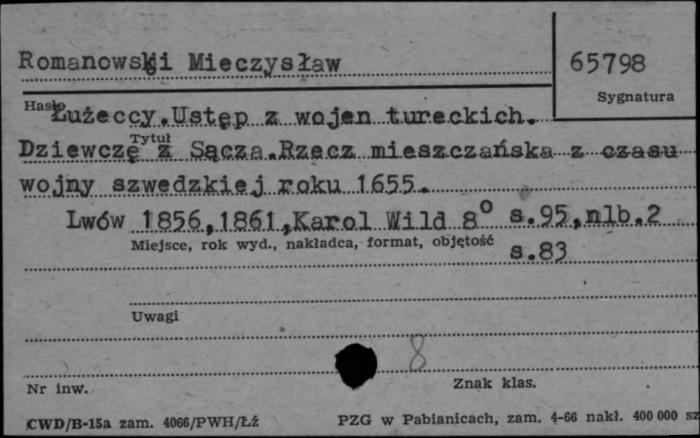 Romanowski Mieczysław
65798
Sygnatura
Hasło
Łużeccy.Ustęp z wojen tureckich.
Tytuł
Dziewczę z Sącza.Rzecz mieszczańska z czasu
wojny szwedzkiej roku 1655.
Lwów 1856,1861,Karol Wild 8° s.95,nlb.2
Miejsce, rok wyd., nakładca, format, objętość
s.83
Uwagi
8
Nr inw.
Znak klas.
CWD/B-15a zam. 4066/PWH/Łź
PZG w Pabianicach, zam. 4-66 nakł. 400 000 sz